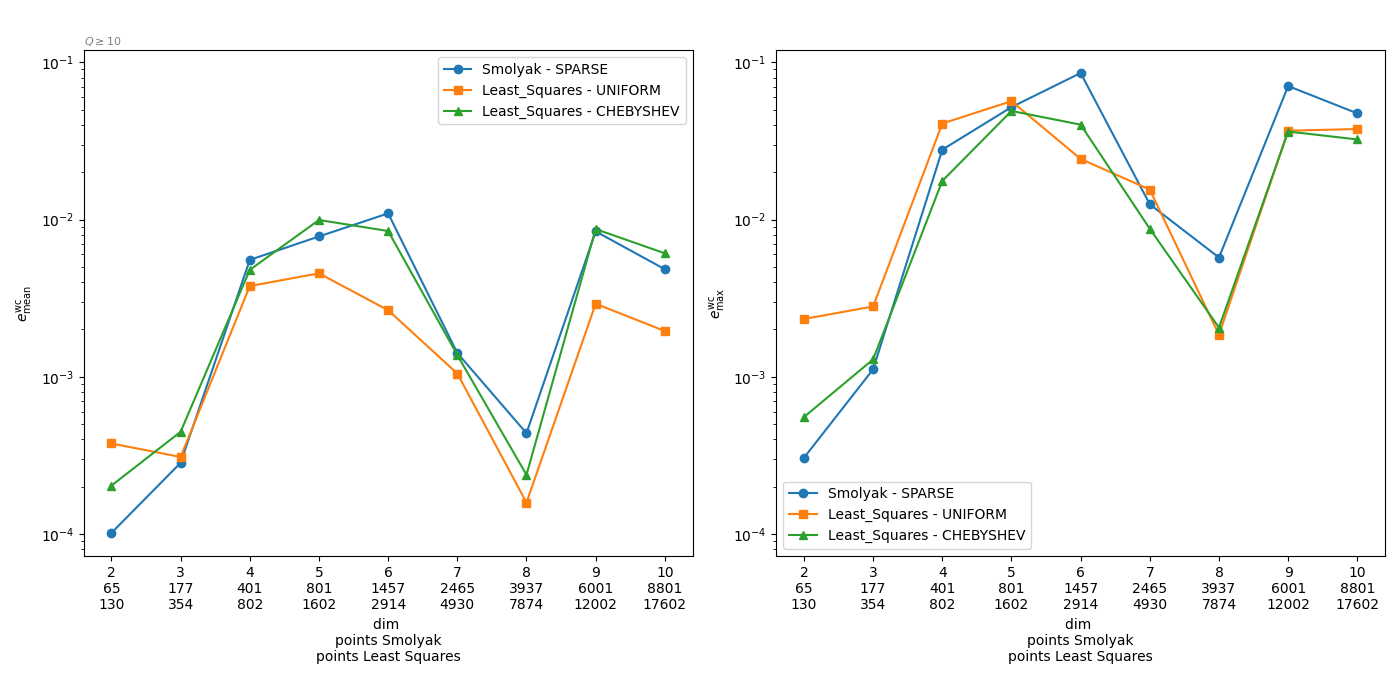 Q ≥ 10
10⁻¹
10⁻²
10⁻³
10⁻⁴
e^wc_mean
Smolyak - SPARSE
Least_Squares - UNIFORM
Least_Squares - CHEBYSHEV
2 3 4 5 6 7 8 9 10
65 177 401 801 1457 2465 3937 6001 8801
130 354 802 1602 2914 4930 7874 12002 17602
dim
points Smolyak
points Least Squares
10⁻¹
10⁻²
10⁻³
10⁻⁴
e^wc_max
Smolyak - SPARSE
Least_Squares - UNIFORM
Least_Squares - CHEBYSHEV
2 3 4 5 6 7 8 9 10
65 177 401 801 1457 2465 3937 6001 8801
130 354 802 1602 2914 4930 7874 12002 17602
dim
points Smolyak
points Least Squares